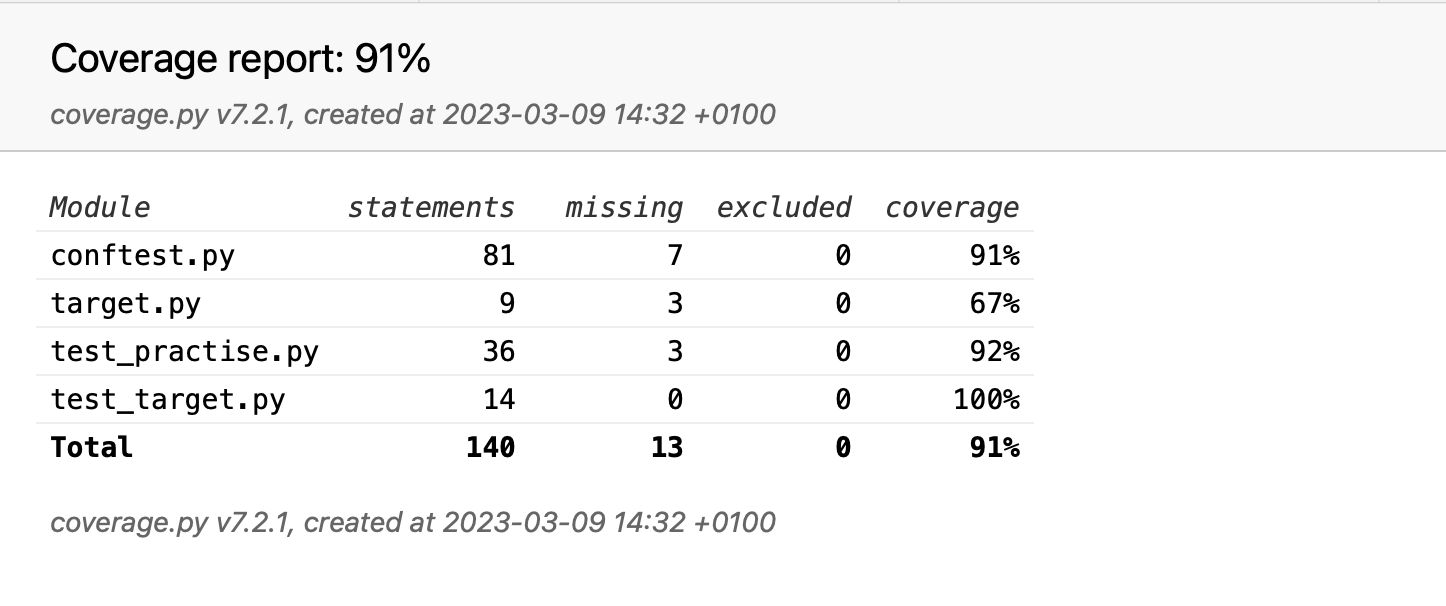 Coverage report: 91%
coverage.py v7.2.1, created at 2023-03-09 14:32 +0100
Module statements missing excluded coverage
conftest.py 81 7 0 91%
target.py 9 3 0 67%
test_practise.py 36 3 0 92%
test_target.py 14 0 0 100%
Total 140 13 0 91%
coverage.py v7.2.1, created at 2023-03-09 14:32 +0100